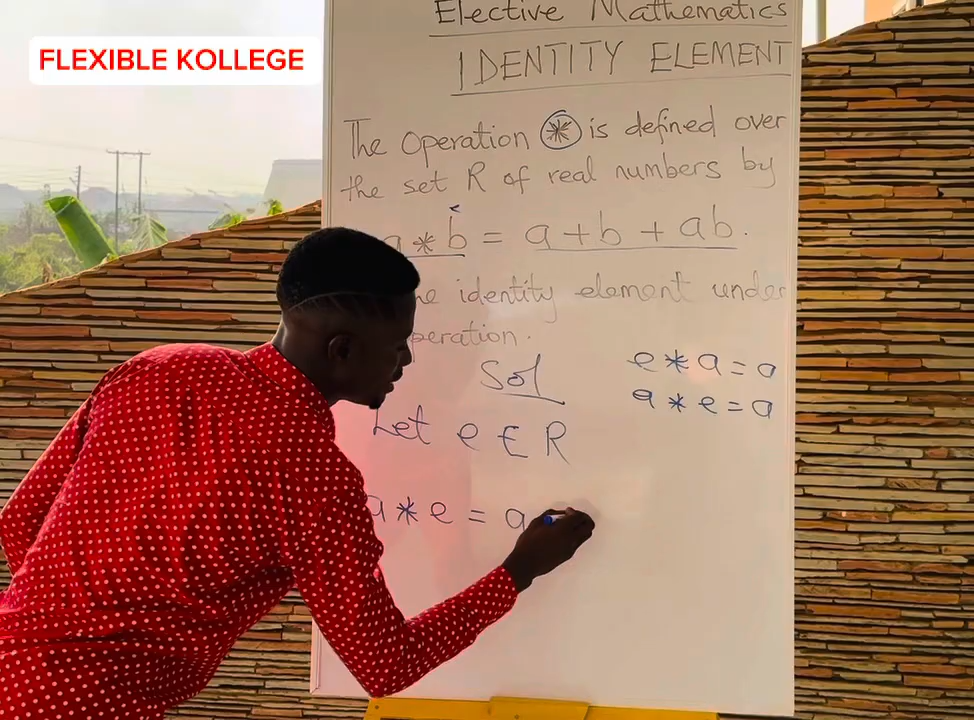 FLEXIBLE KOLLEGE
Elective Mathematics
IDENTITY ELEMENT
The operation ⊛ is defined over
the set R of real numbers by
a * b = a + b + ab.
identity element under
Sol
e * a = a
a * e = a
Let e ∈ R
a * e = a